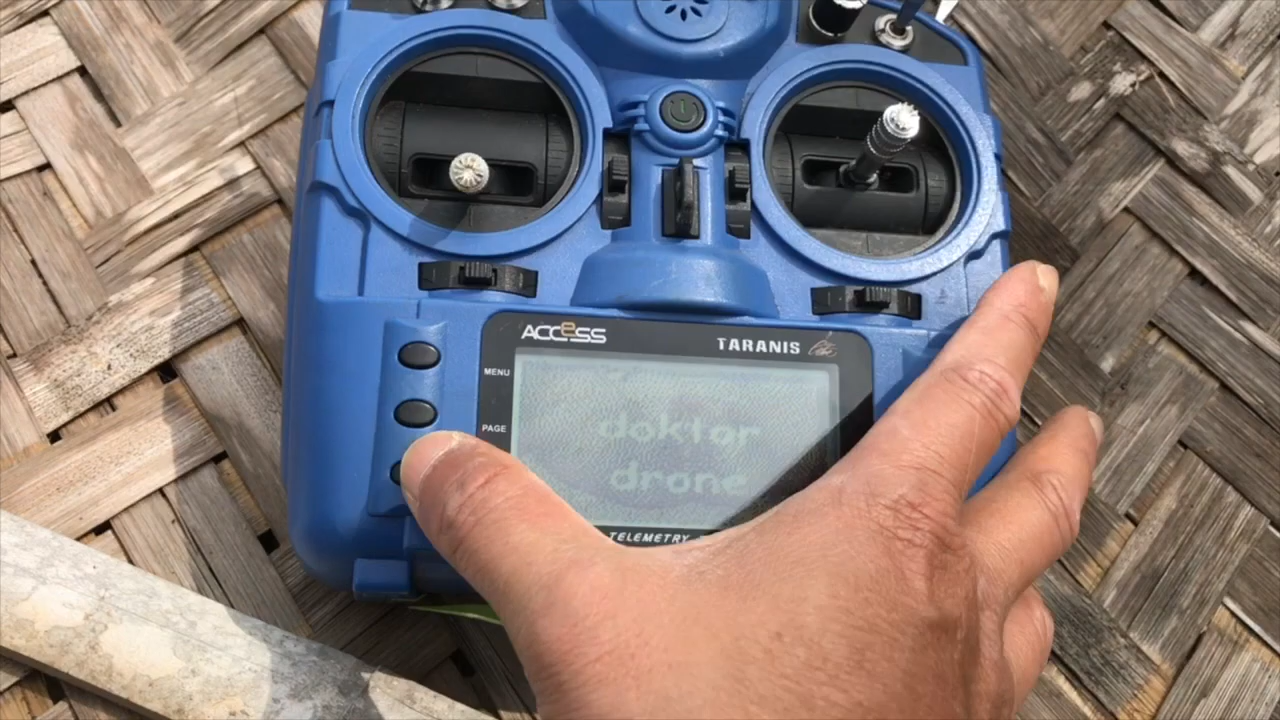 ACCESS
TARANIS
MENU
PAGE
doktor
drone
TELEMETRY